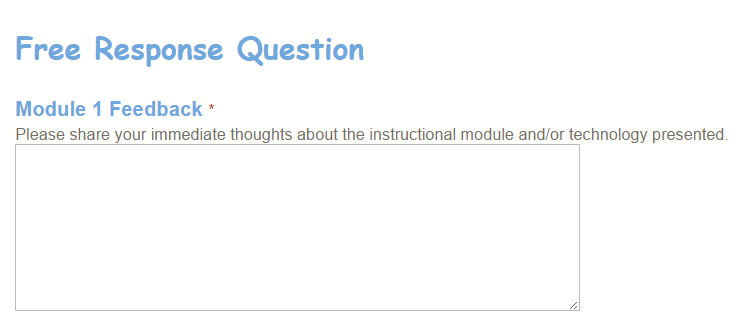 Free Response Question
Module 1 Feedback *
Please share your immediate thoughts about the instructional module and/or technology presented.